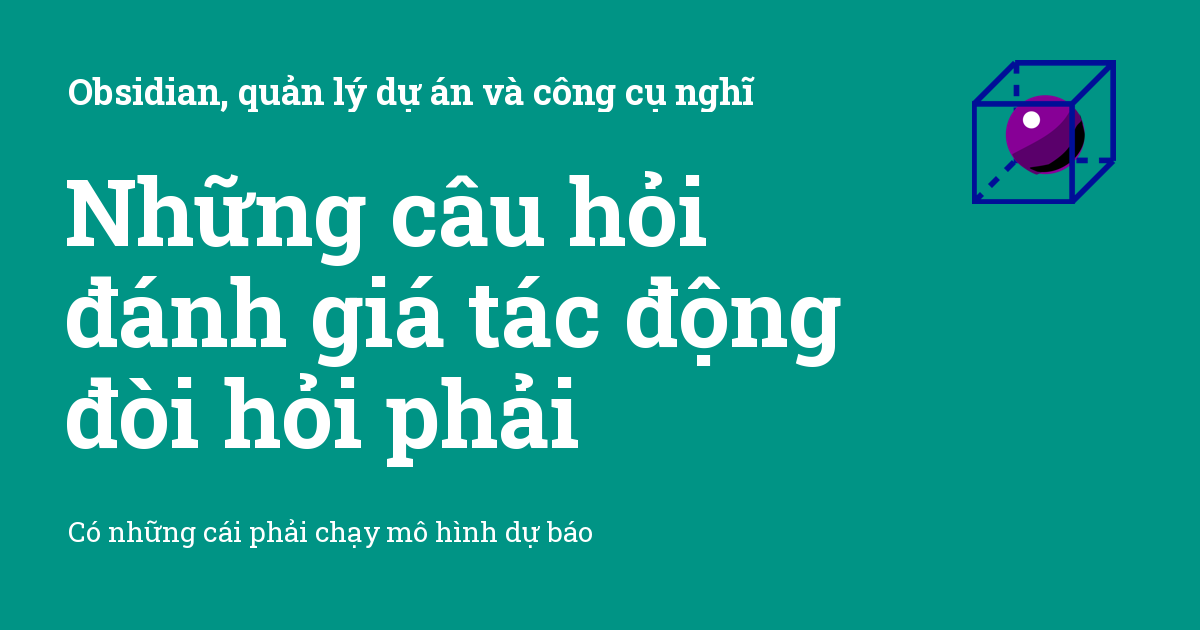 Obsidian, quản lý dự án và công cụ nghĩ
Những câu hỏi
đánh giá tác động
đòi hỏi phải
Có những cái phải chạy mô hình dự báo